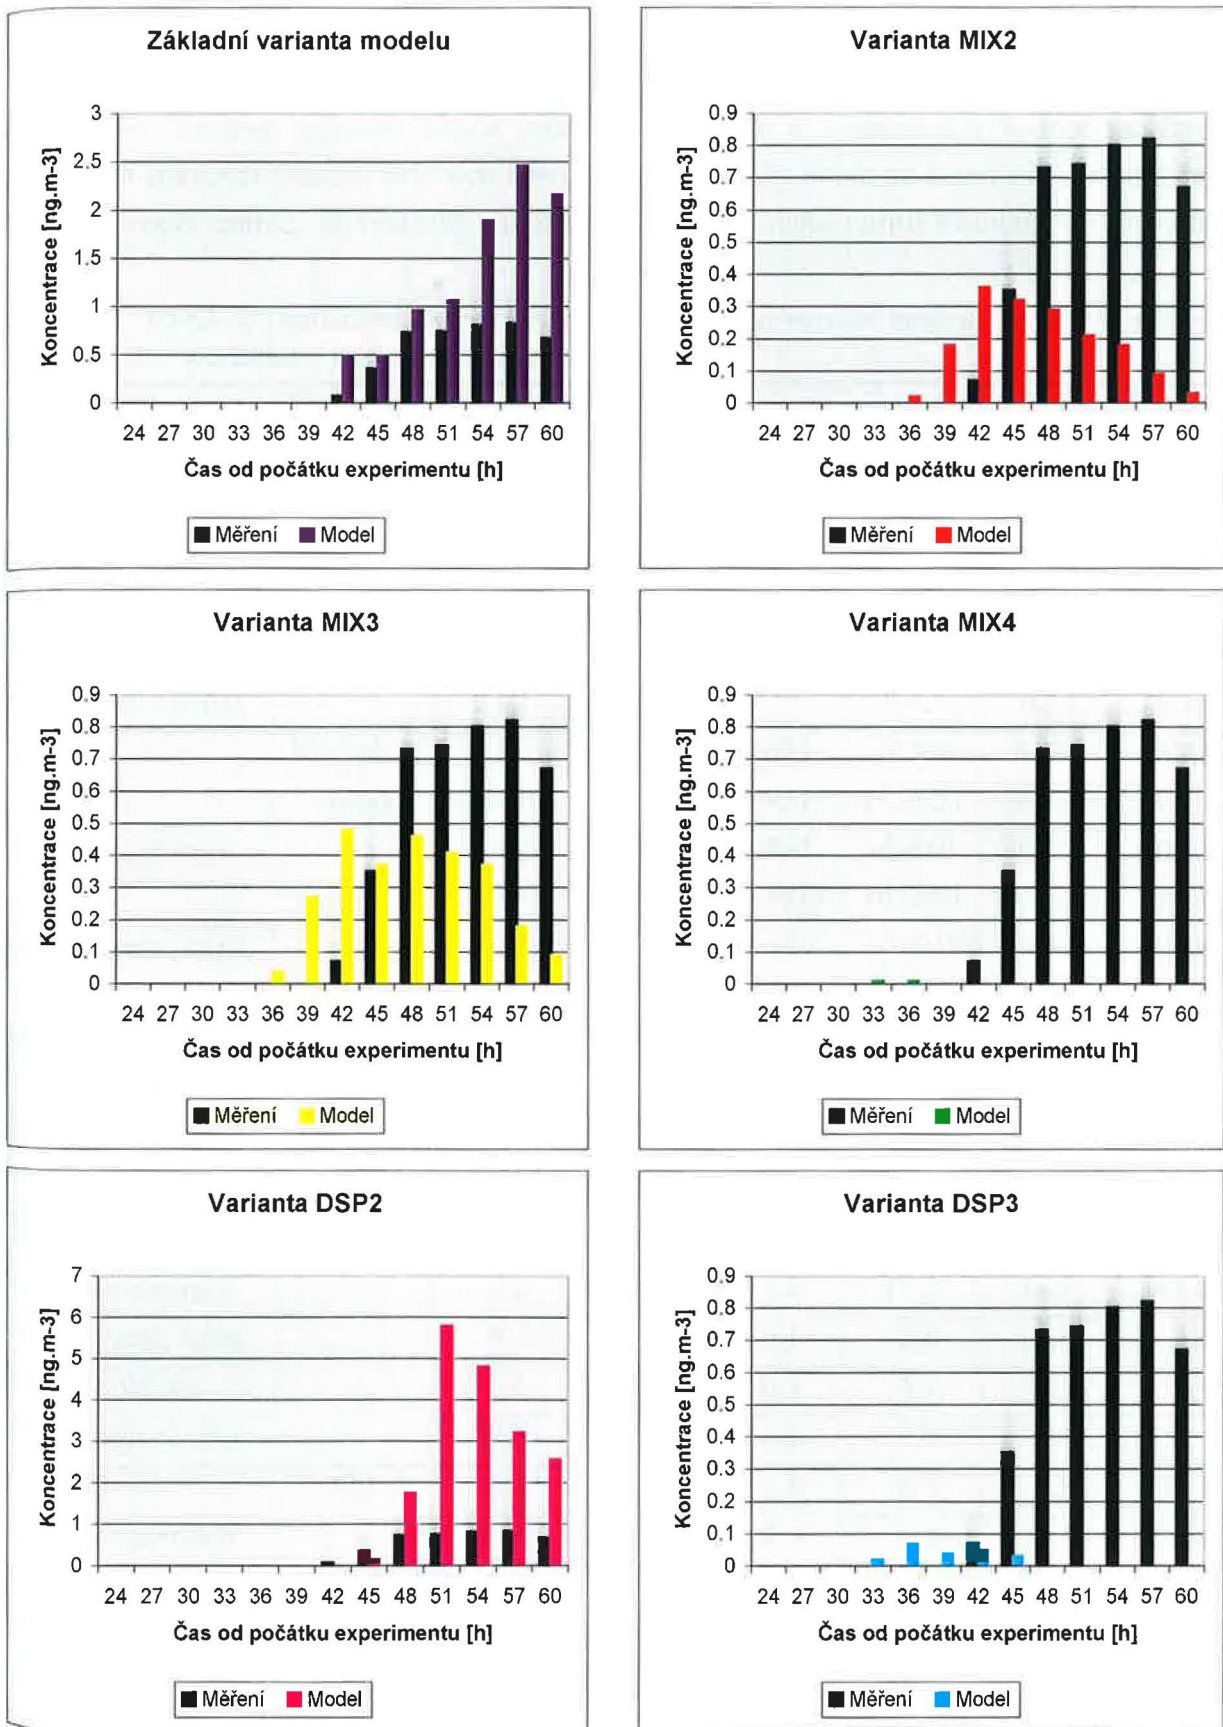 Základní varianta modelu
Koncentrace [ng.m-3]
3
2.5
2
1.5
1
0.5
0
24 27 30 33 36 39 42 45 48 51 54 57 60
Čas od počátku experimentu [h]
Měření Model
Varianta MIX2
Koncentrace [ng.m-3]
0.9
0.8
0.7
0.6
0.5
0.4
0.3
0.2
0.1
0
24 27 30 33 36 39 42 45 48 51 54 57 60
Čas od počátku experimentu [h]
Měření Model
Varianta MIX3
Koncentrace [ng.m-3]
0.9
0.8
0.7
0.6
0.5
0.4
0.3
0.2
0.1
0
24 27 30 33 36 39 42 45 48 51 54 57 60
Čas od počátku experimentu [h]
Měření Model
Varianta MIX4
Koncentrace [ng.m-3]
0.9
0.8
0.7
0.6
0.5
0.4
0.3
0.2
0.1
0
24 27 30 33 36 39 42 45 48 51 54 57 60
Čas od počátku experimentu [h]
Měření Model
Varianta DSP2
Koncentrace [ng.m-3]
7
6
5
4
3
2
1
0
24 27 30 33 36 39 42 45 48 51 54 57 60
Čas od počátku experimentu [h]
Měření Model
Varianta DSP3
Koncentrace [ng.m-3]
0.9
0.8
0.7
0.6
0.5
0.4
0.3
0.2
0.1
0
24 27 30 33 36 39 42 45 48 51 54 57 60
Čas od počátku experimentu [h]
Měření Model